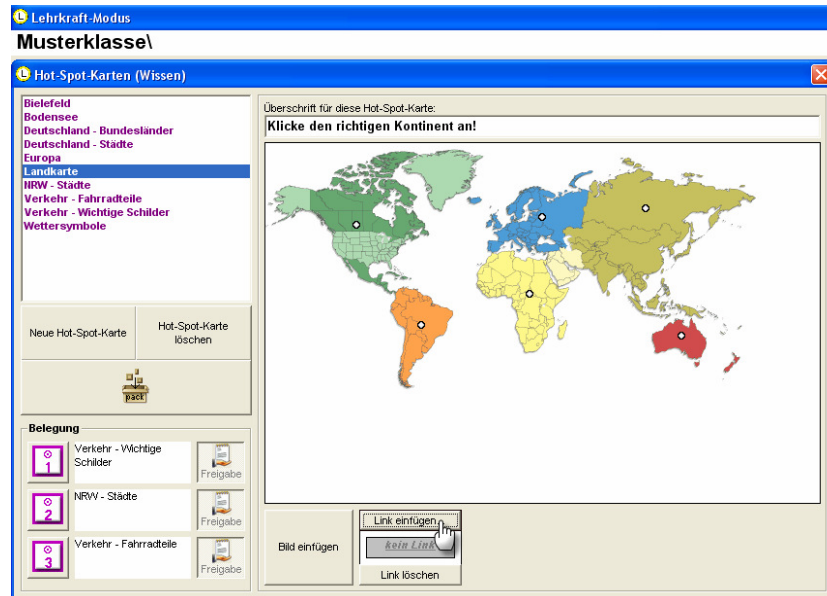 Lehrkraft-Modus
Musterklasse\
Hot-Spot-Karten (Wissen)
Bielefeld
Bodensee
Deutschland - Bundesländer
Deutschland - Städte
Europa
Landkarte
NRW - Städte
Verkehr - Fahrradteile
Verkehr - Wichtige Schilder
Wettersymbole
Neue Hot-Spot-Karte
Hot-Spot-Karte
löschen
pack
Belegung
1
Verkehr - Wichtige
Schilder
Freigabe
2
NRW - Städte
Freigabe
3
Verkehr - Fahrradteile
Freigabe
Überschrift für diese Hot-Spot-Karte:
Klicke den richtigen Kontinent an!
Bild einfügen
Link einfügen
kein Link
Link löschen